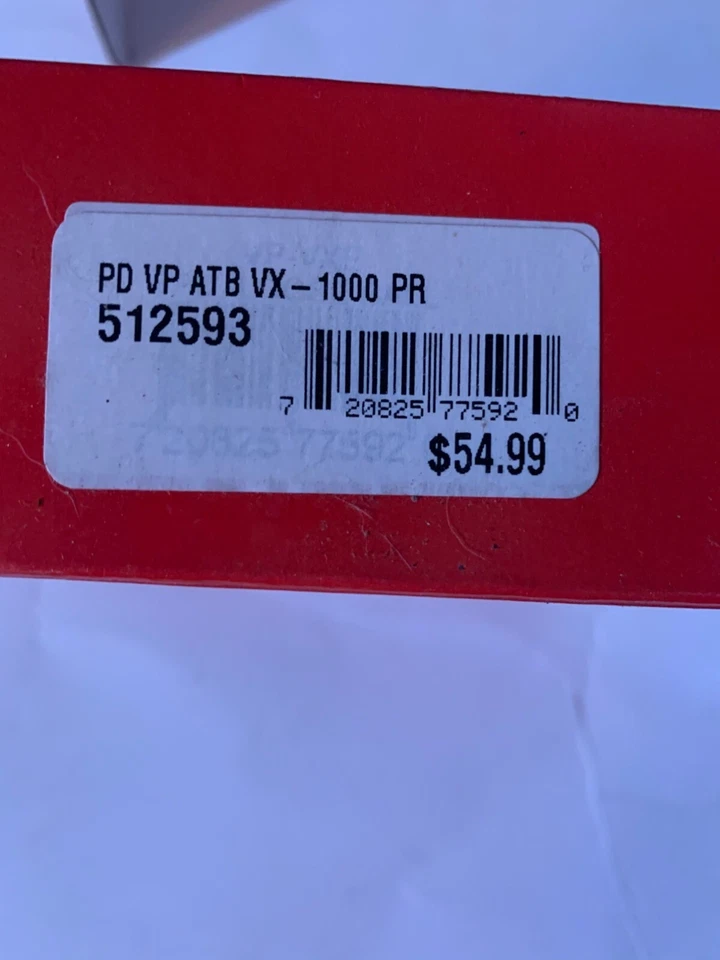 PD VP ATB VX – 1000 PR
512593
7 20825 77592 0
$54.99